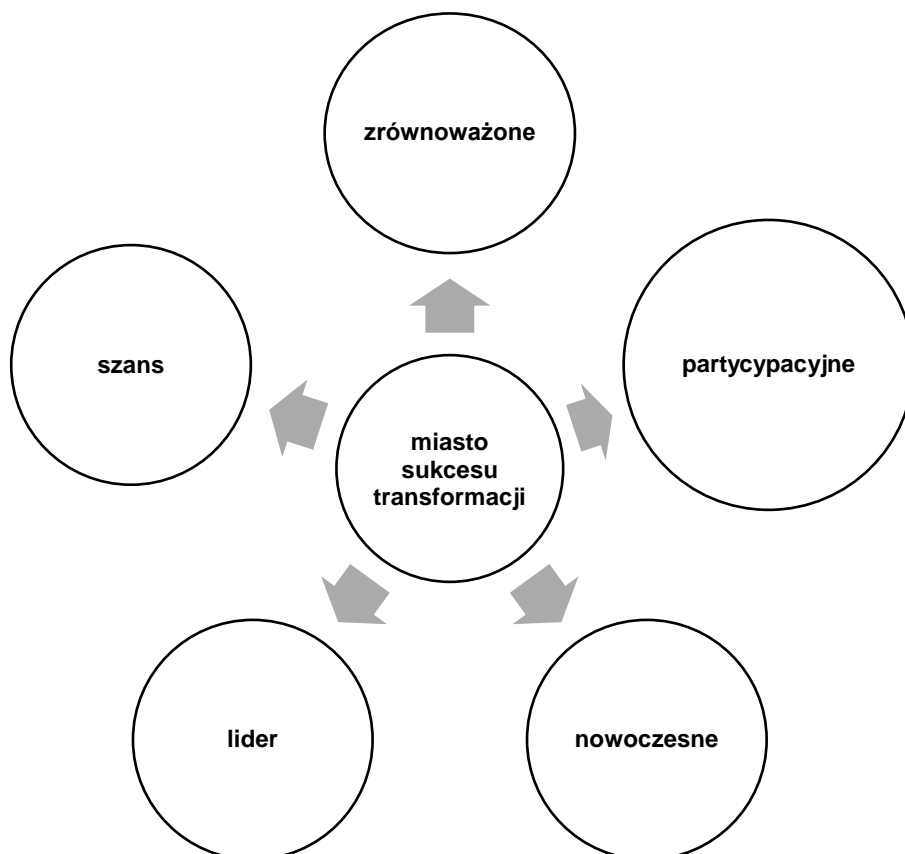 zrównoważone
szans
partycypacyjne
miasto
sukcesu
transformacji
lider
nowoczesne